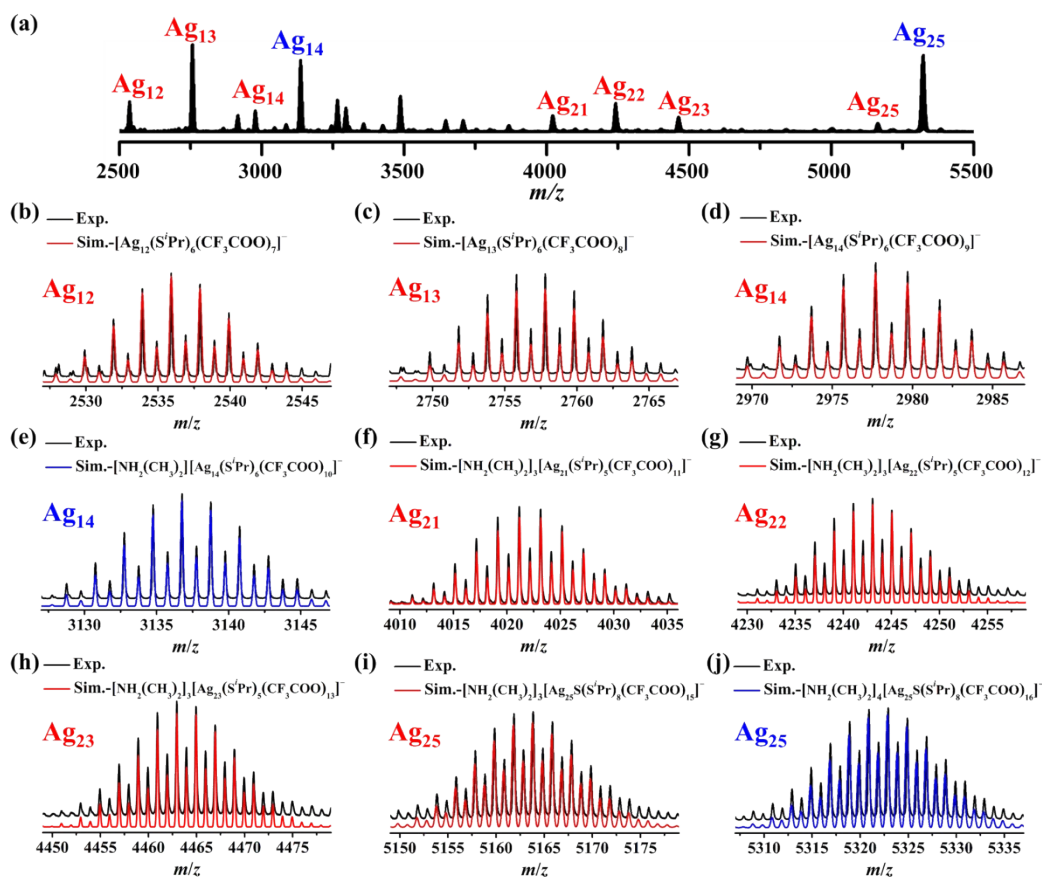 (a)
Ag₁₂
Ag₁₃
Ag₁₄
Ag₁₄
Ag₂₁
Ag₂₂
Ag₂₃
Ag₂₅
Ag₂₅
2500 3000 3500 4000 4500 5000 5500
m/z
(b)
Exp.
Sim.-[Ag₁₂(SⁱPr)₆(CF₃COO)₇]⁻
Ag₁₂
2530 2535 2540 2545
m/z
(c)
Exp.
Sim.-[Ag₁₃(SⁱPr)₆(CF₃COO)₈]⁻
Ag₁₃
2750 2755 2760 2765
m/z
(d)
Exp.
Sim.-[Ag₁₄(SⁱPr)₆(CF₃COO)₉]⁻
Ag₁₄
2970 2975 2980 2985
m/z
(e)
Exp.
Sim.-[NH₂(CH₃)₂][Ag₁₄(SⁱPr)₆(CF₃COO)₁₀]⁻
Ag₁₄
3130 3135 3140 3145
m/z
(f)
Exp.
Sim.-[NH₂(CH₃)₂]₃[Ag₂₁(SⁱPr)₅(CF₃COO)₁₁]⁻
Ag₂₁
4010 4015 4020 4025 4030 4035
m/z
(g)
Exp.
Sim.-[NH₂(CH₃)₂]₃[Ag₂₂(SⁱPr)₅(CF₃COO)₁₂]⁻
Ag₂₂
4230 4235 4240 4245 4250 4255
m/z
(h)
Exp.
Sim.-[NH₂(CH₃)₂]₃[Ag₂₃(SⁱPr)₅(CF₃COO)₁₃]⁻
Ag₂₃
4450 4455 4460 4465 4470 4475
m/z
(i)
Exp.
Sim.-[NH₂(CH₃)₂]₃[Ag₂₅S(SⁱPr)₈(CF₃COO)₁₅]⁻
Ag₂₅
5150 5155 5160 5165 5170 5175
m/z
(j)
Exp.
Sim.-[NH₂(CH₃)₂]₄[Ag₂₅S(SⁱPr)₈(CF₃COO)₁₆]⁻
Ag₂₅
5310 5315 5320 5325 5330 5335
m/z